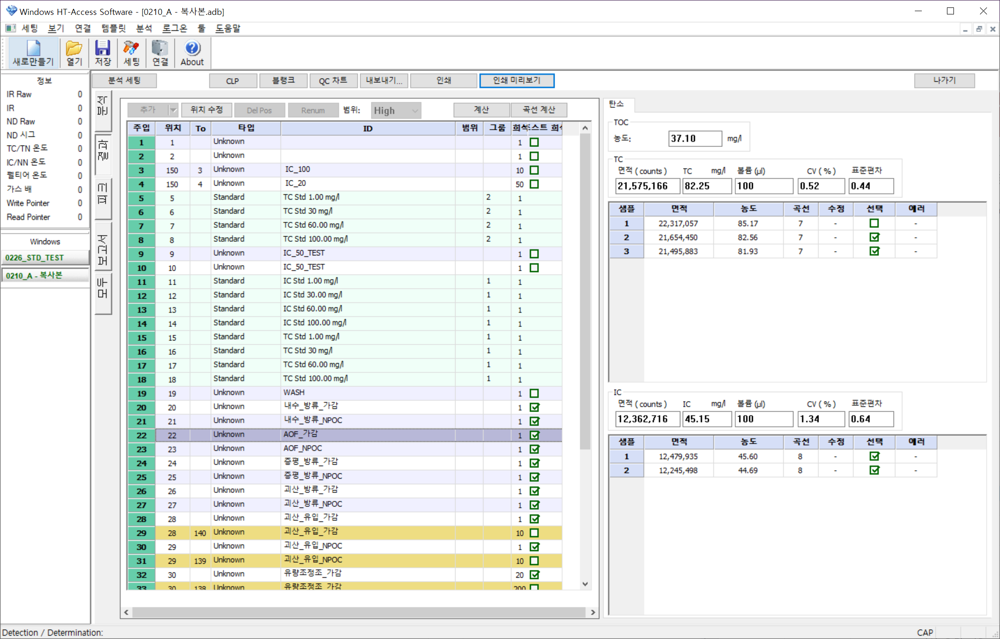 Windows HT-Access Software - [0210_A - 복사본.adb]
세팅 보기 연결 템플릿 분석 로그온 툴 도움말
새로만들기 열기 저장 세팅 연결 About
정보
IR Raw 0
IR 0
ND Raw 0
ND 시그 0
TC/TN 온도 0
IC/NN 온도 0
펠티어 온도 0
가스 배 0
Write Pointer 0
Read Pointer 0
Windows
0226_STD_TEST
0210_A - 복사본
분석 세팅 CLP 블랭크 QC 차트 내보내기... 인쇄 인쇄 미리보기 나가기
결과
보고서
추가 위치 수정 Del Pos Renum 범위: High 계산 곡선 계산
주입 위치 To 타입 ID 범위 그룹 희석
1 1 Unknown 1
2 2 Unknown 1
3 150 3 Unknown IC_100 10
4 150 4 Unknown IC_20 50
5 5 Standard TC Std 1.00 mg/l 2 1
6 6 Standard TC Std 30 mg/l 2 1
7 7 Standard TC Std 60.00 mg/l 2 1
8 8 Standard TC Std 100.00 mg/l 2 1
9 9 Unknown IC_50_TEST 1
10 10 Unknown IC_50_TEST 1
11 11 Standard IC Std 1.00 mg/l 1 1
12 12 Standard IC Std 30.00 mg/l 1 1
13 13 Standard IC Std 60.00 mg/l 1 1
14 14 Standard IC Std 100.00 mg/l 1 1
15 15 Standard TC Std 1.00 mg/l 1 1
16 16 Standard TC Std 30 mg/l 1 1
17 17 Standard TC Std 60.00 mg/l 1 1
18 18 Standard TC Std 100.00 mg/l 1 1
19 19 Unknown WASH 1
20 20 Unknown 내수_방류_가감 1
21 21 Unknown 내수_방류_NPOC 1
22 22 Unknown AOF_가감 1
23 23 Unknown AOF_NPOC 1
24 24 Unknown 증평_방류_가감 1
25 25 Unknown 증평_방류_NPOC 1
26 26 Unknown 괴산_방류_가감 1
27 27 Unknown 괴산_방류_NPOC 1
28 28 Unknown 괴산_유입_가감 1
29 28 140 Unknown 괴산_유입_가감 10
30 29 Unknown 괴산_유입_NPOC 1
31 29 139 Unknown 괴산_유입_NPOC 10
32 30 Unknown 유량조정조_가감 20
33 30 138 Unknown 유량조정조_가감 200
탄소
TOC
농도: 37.10 mg/l
TC
면적 ( counts ) TC mg/l 볼륨 (µl) CV ( % ) 표준편차
21,575,166 82.25 100 0.52 0.44
샘플 면적 농도 곡선 수정 선택 에러
1 22,317,057 85.17 7 - -
2 21,654,450 82.56 7 - -
3 21,495,883 81.93 7 - -
IC
면적 ( counts ) IC mg/l 볼륨 (µl) CV ( % ) 표준편차
12,362,716 45.15 100 1.34 0.64
샘플 면적 농도 곡선 수정 선택 에러
1 12,479,935 45.60 8 - -
2 12,245,498 44.69 8 - -
Detection / Determination: CAP